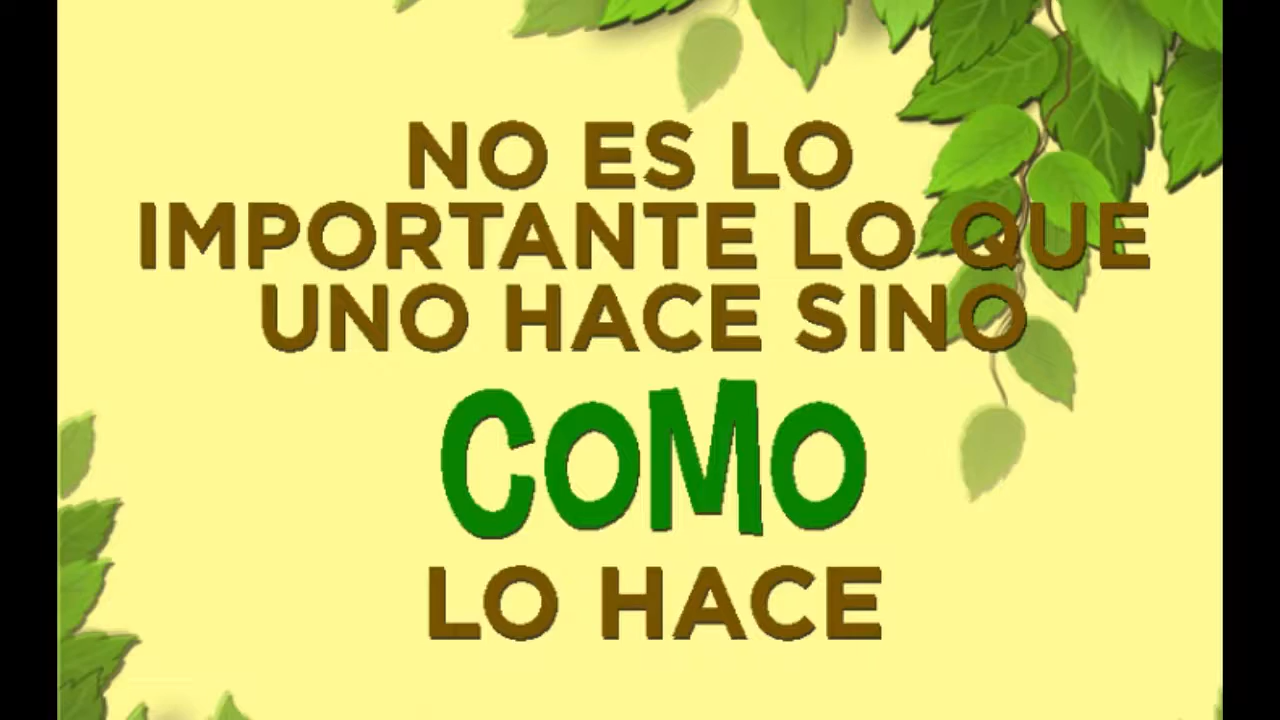 NO ES LO
IMPORTANTE LO QUE
UNO HACE SINO
COMO
LO HACE